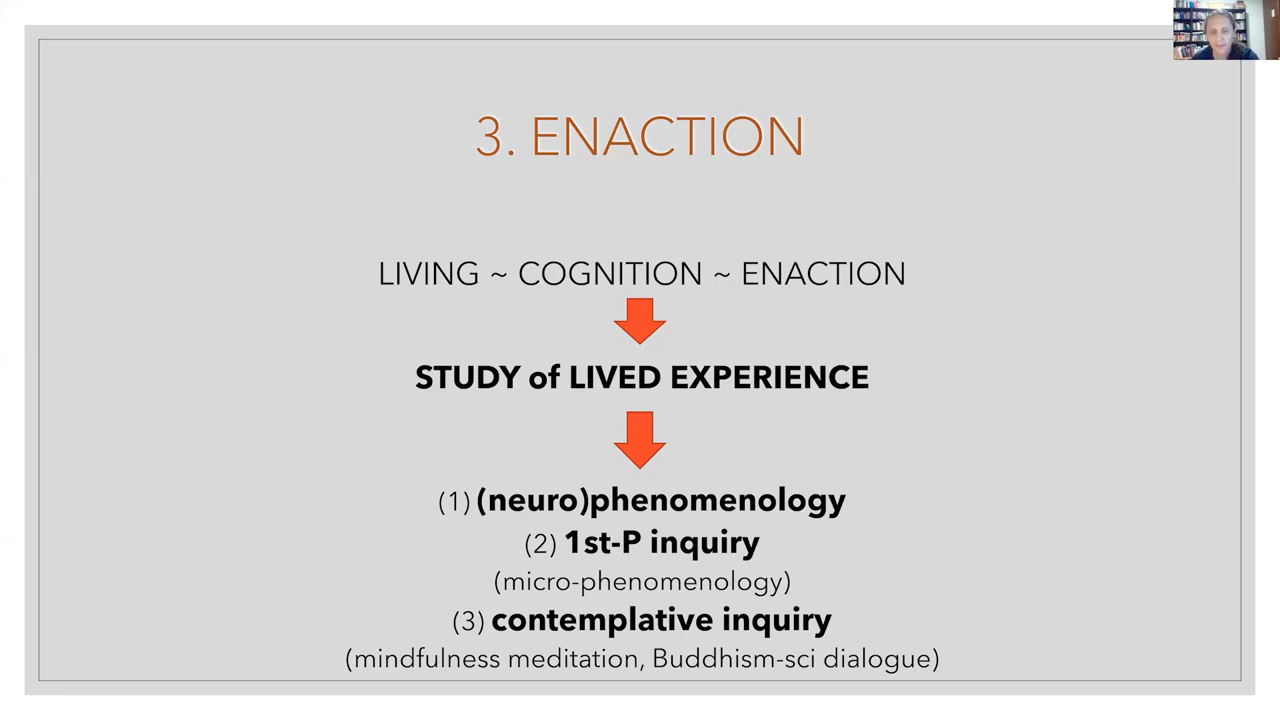 3. ENACTION
LIVING ~ COGNITION ~ ENACTION
STUDY of LIVED EXPERIENCE
(1) (neuro)phenomenology
(2) 1st-P inquiry
(micro-phenomenology)
(3) contemplative inquiry
(mindfulness meditation, Buddhism-sci dialogue)